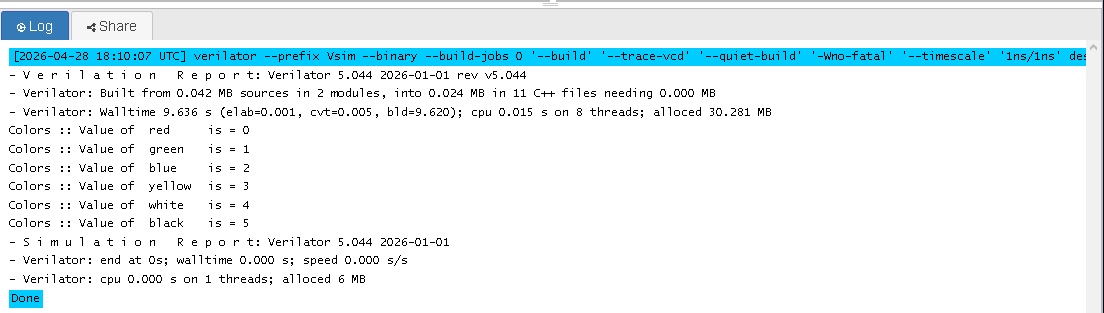 Log
Share
[2026-04-28 18:10:07 UTC] verilator --prefix Vsim --binary --build-jobs 0 '--build' '--trace-vcd' '--quiet-build' '-Wno-fatal' '--timescale' '1ns/1ns' des
- V e r i l a t i o n   R e p o r t: Verilator 5.044 2026-01-01 rev v5.044
- Verilator: Built from 0.042 MB sources in 2 modules, into 0.024 MB in 11 C++ files needing 0.000 MB
- Verilator: Walltime 9.636 s (elab=0.001, cvt=0.005, bld=9.620); cpu 0.015 s on 8 threads; alloced 30.281 MB
Colors :: Value of  red     is = 0
Colors :: Value of  green   is = 1
Colors :: Value of  blue    is = 2
Colors :: Value of  yellow  is = 3
Colors :: Value of  white   is = 4
Colors :: Value of  black   is = 5
- S i m u l a t i o n   R e p o r t: Verilator 5.044 2026-01-01
- Verilator: end at 0s; walltime 0.000 s; speed 0.000 s/s
- Verilator: cpu 0.000 s on 1 threads; alloced 6 MB
Done